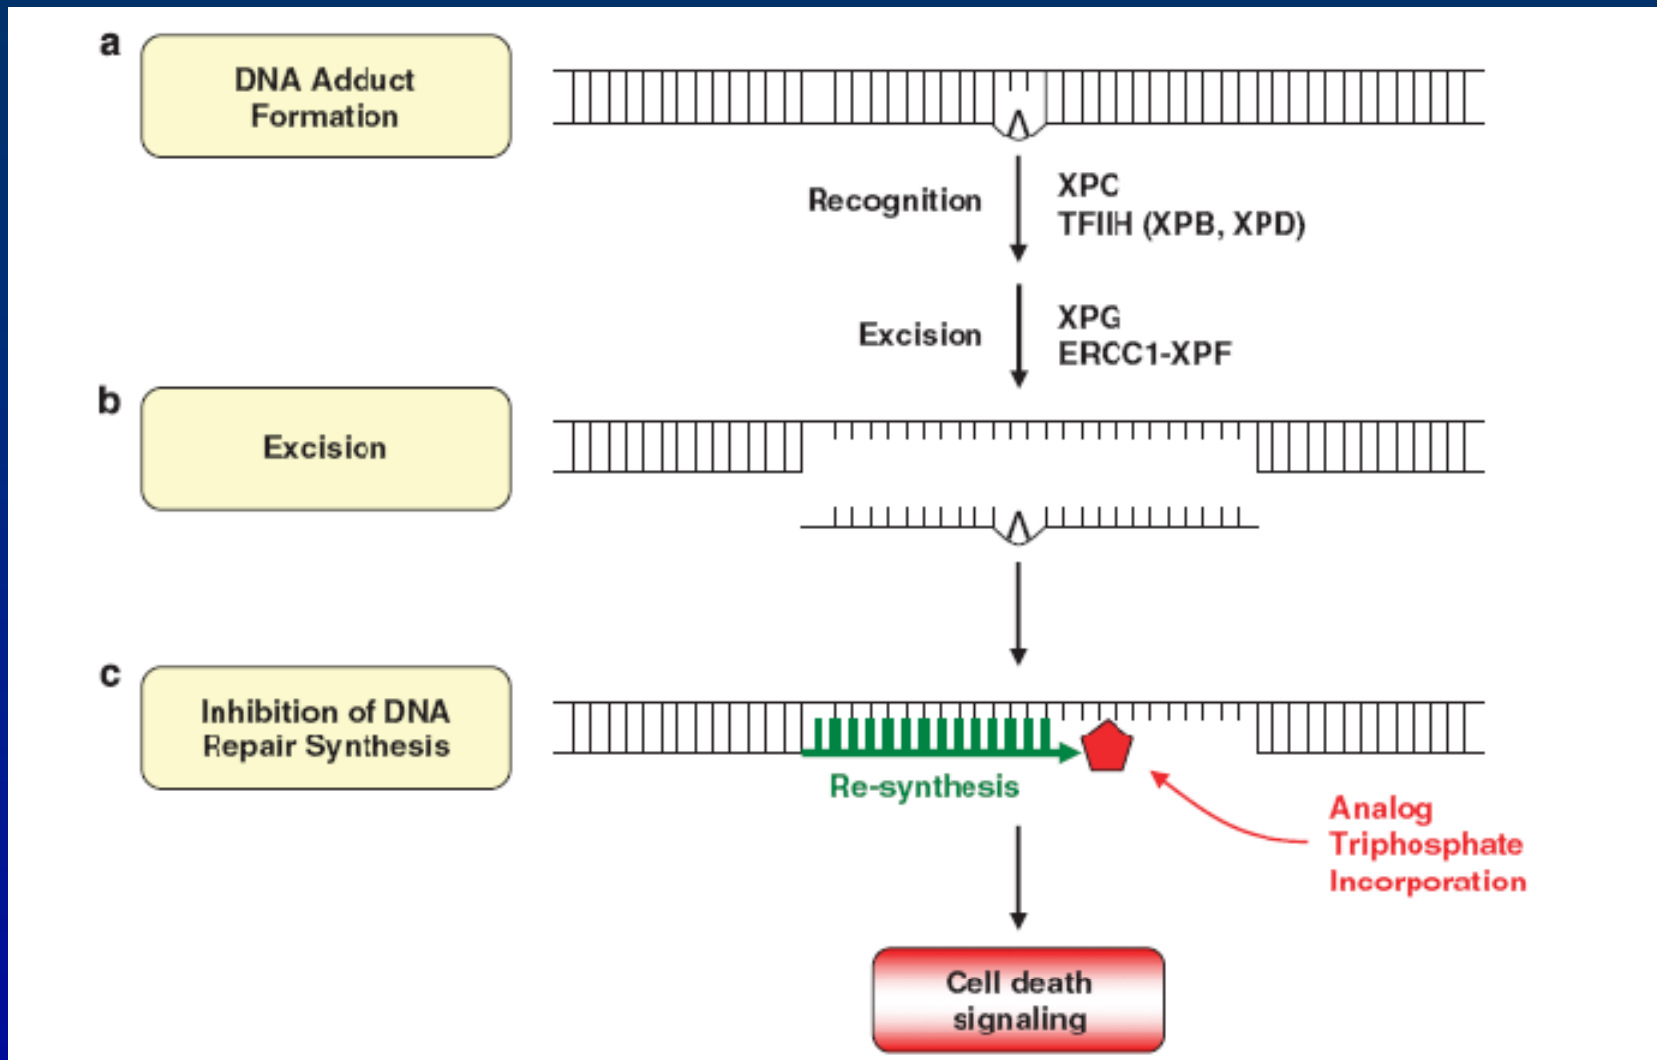 a
DNA Adduct
Formation
Recognition
XPC
TFIIH (XPB, XPD)
Excision
XPG
ERCC1-XPF
b
Excision
c
Inhibition of DNA
Repair Synthesis
Re-synthesis
Analog
Triphosphate
Incorporation
Cell death
signaling